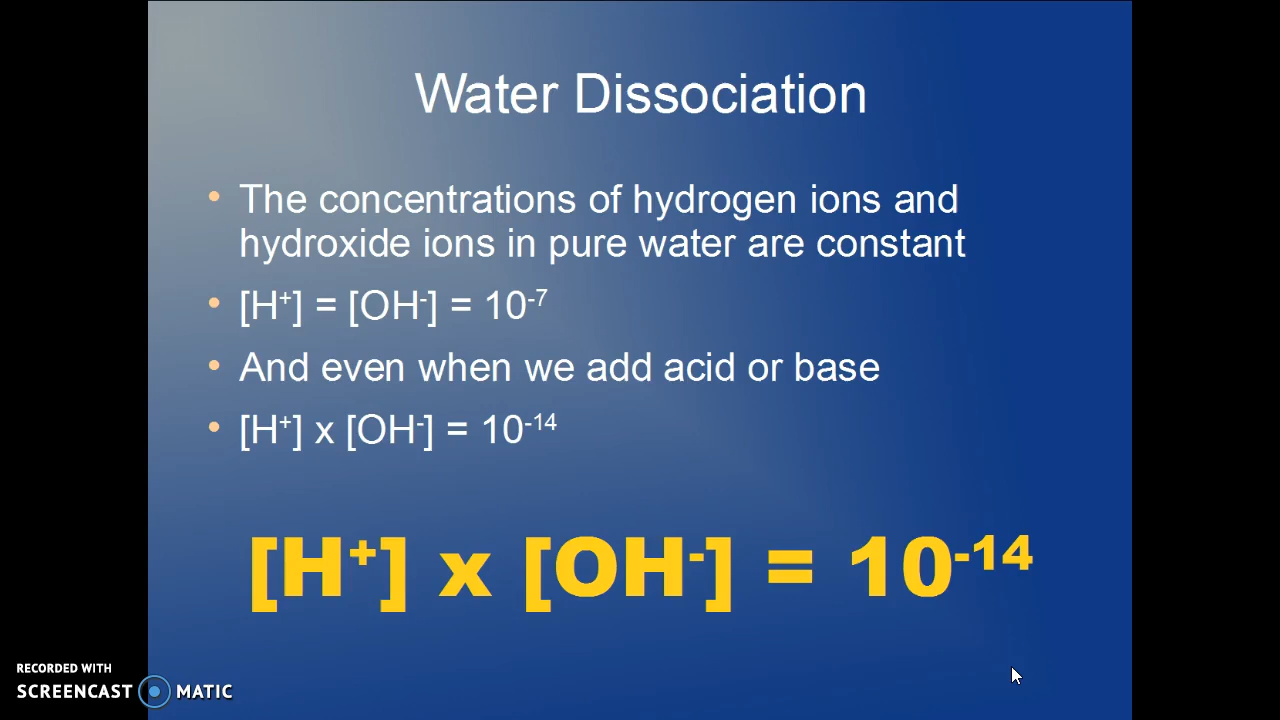 Water Dissociation
• The concentrations of hydrogen ions and
hydroxide ions in pure water are constant
• [H⁺] = [OH⁻] = 10⁻⁷
• And even when we add acid or base
• [H⁺] x [OH⁻] = 10⁻¹⁴
[H⁺] x [OH⁻] = 10⁻¹⁴
RECORDED WITH
SCREENCAST MATIC